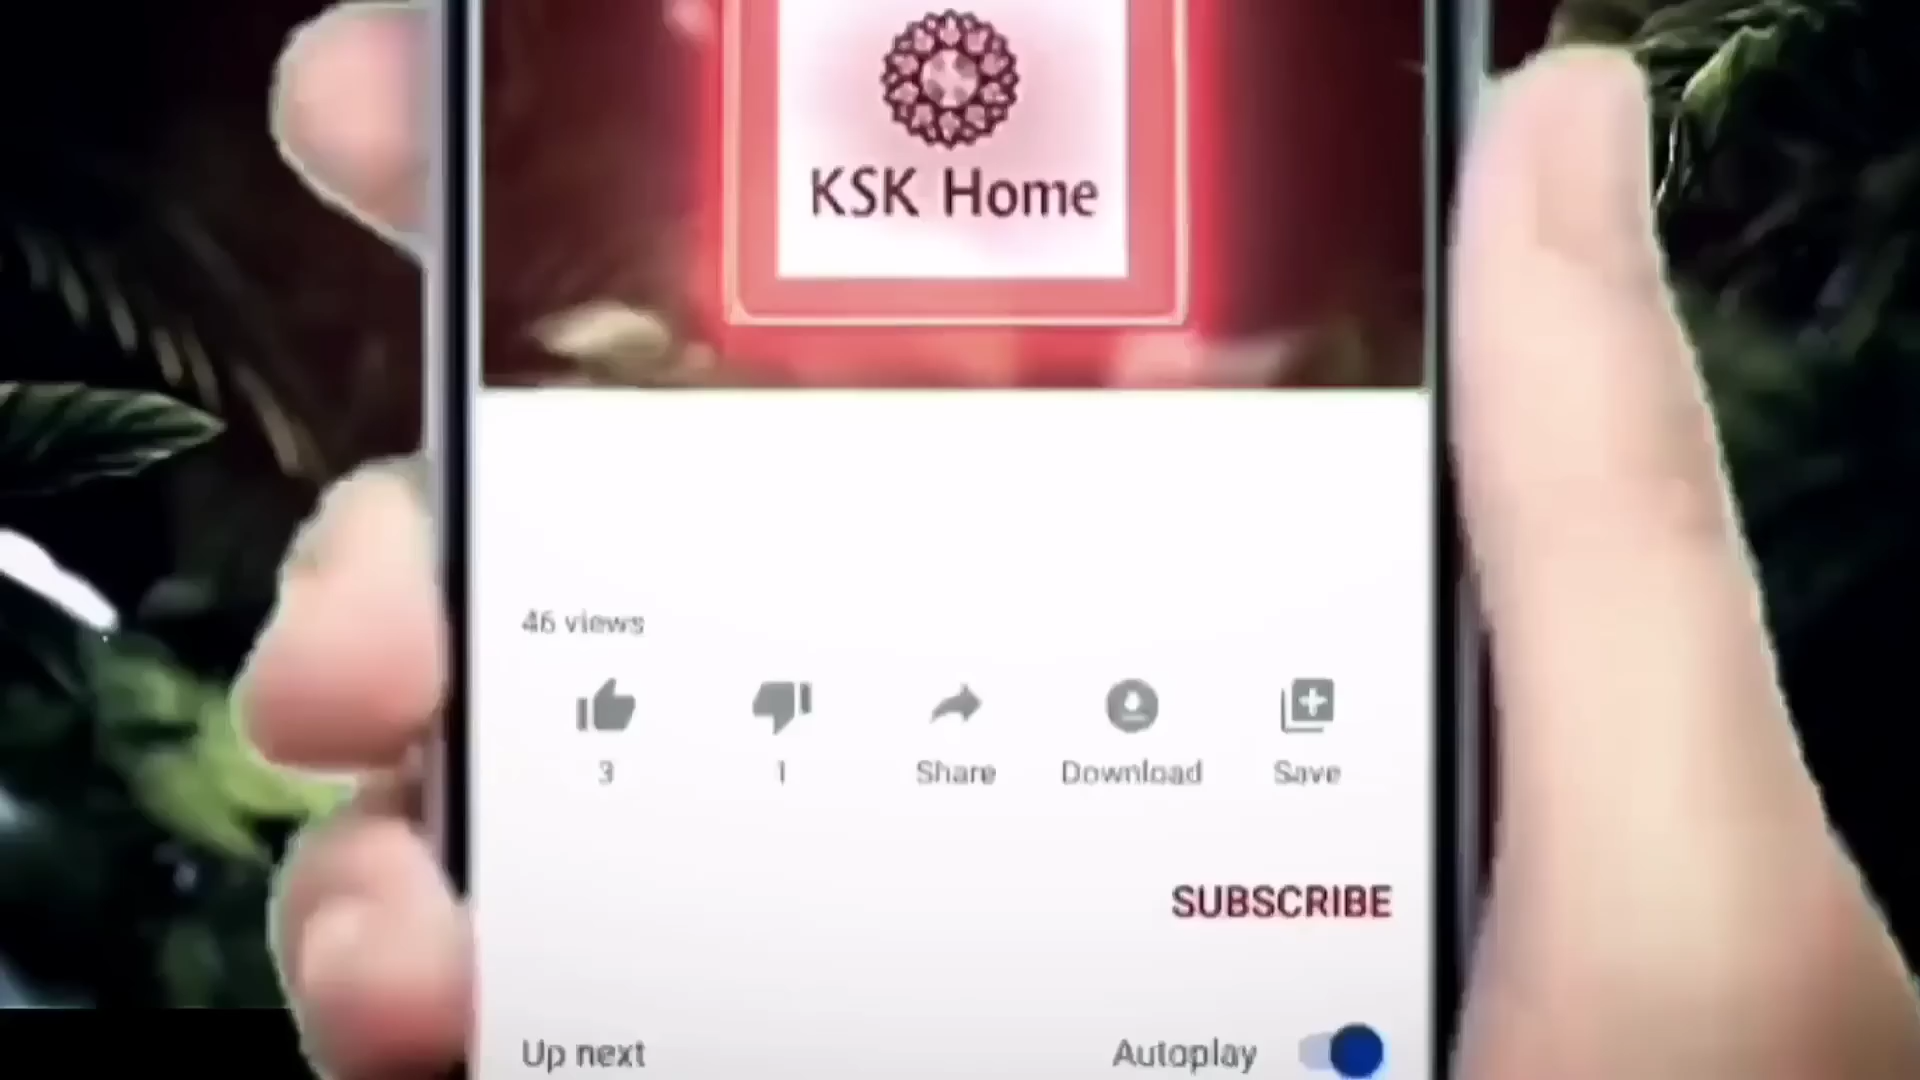 KSK Home
46 views
3 1 Share Download Save
SUBSCRIBE
Up next Autoplay